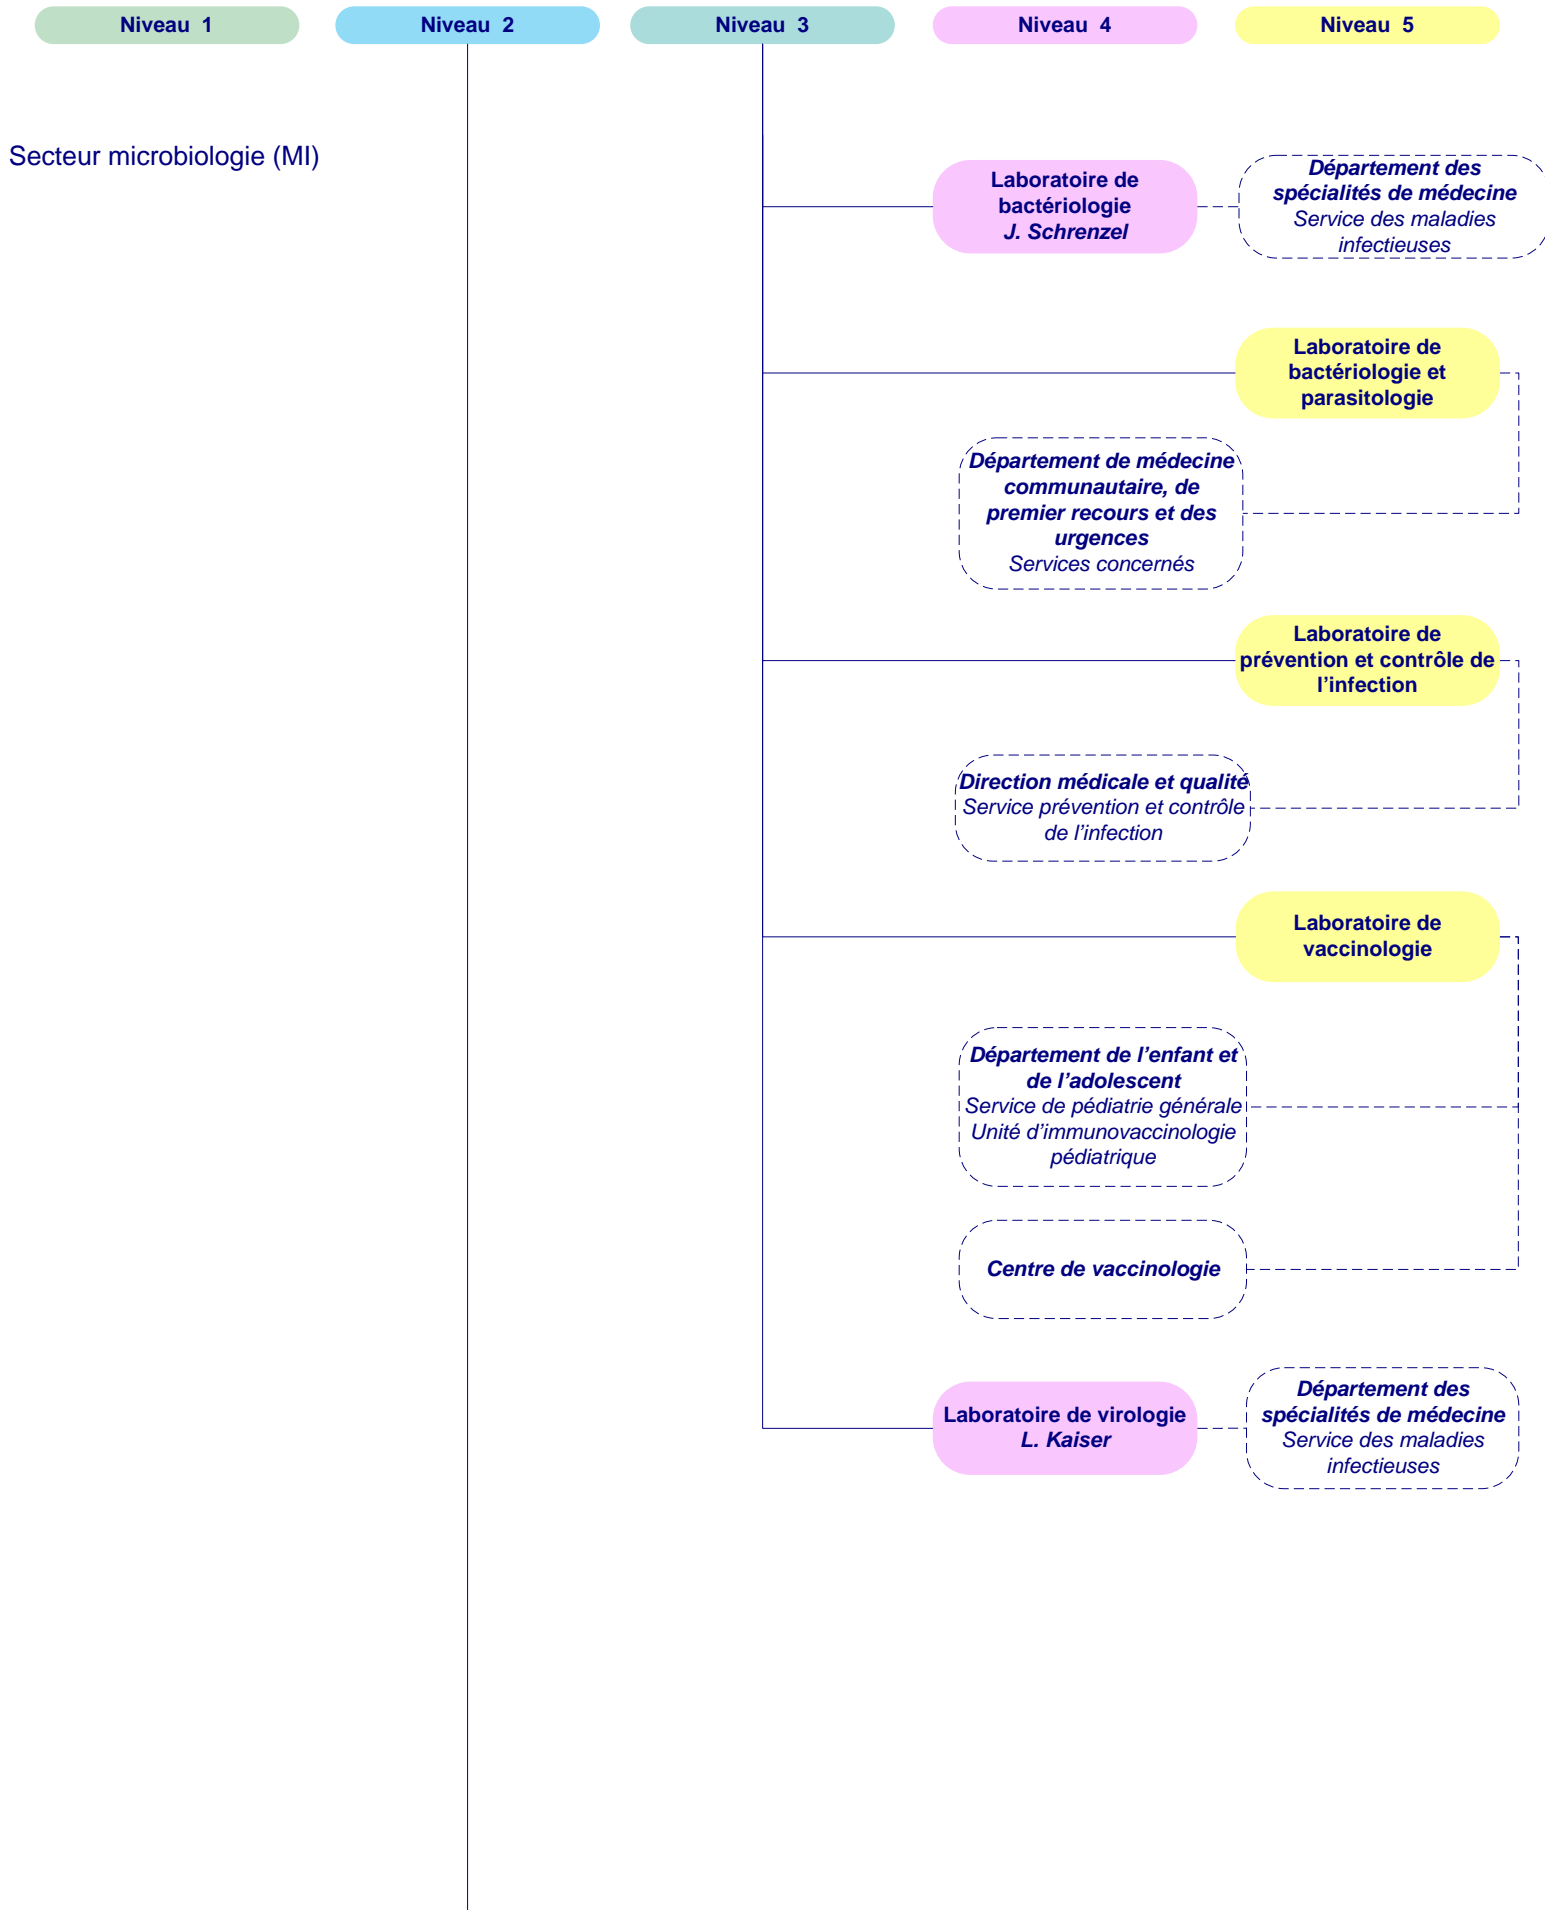 Niveau 1
Niveau 2
Niveau 3
Niveau 4
Niveau 5
Secteur microbiologie (MI)
Laboratoire de
bactériologie
J. Schrenzel
Département des
spécialités de médecine
Service des maladies
infectieuses
Laboratoire de
bactériologie et
parasitologie
Département de médecine
communautaire, de
premier recours et des
urgences
Services concernés
Laboratoire de
prévention et contrôle de
l’infection
Direction médicale et qualité
Service prévention et contrôle
de l’infection
Laboratoire de
vaccinologie
Département de l’enfant et
de l’adolescent
Service de pédiatrie générale
Unité d’immunovaccinologie
pédiatrique
Centre de vaccinologie
Laboratoire de virologie
L. Kaiser
Département des
spécialités de médecine
Service des maladies
infectieuses